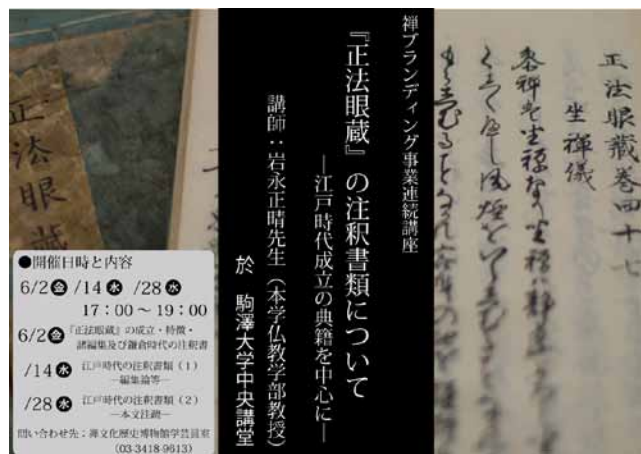 禅ブランディング事業連続講座
『正法眼蔵』の注釈書類について
―江戸時代成立の典籍を中心に―
講師：岩永正晴先生（本学仏教学部教授）
於 駒澤大学中央講堂
●開催日時と内容
6/2金 /14水 /28水
17：00～19：00
6/2金 『正法眼蔵』の成立・特徴・
諸編集及び鎌倉時代の注釈書
/14水 江戸時代の注釈書類（1）
―編集論等―
/28水 江戸時代の注釈書類（2）
―本文注疏―
問い合わせ先：禅文化歴史博物館学芸員室
（03-3418-9613）
正法眼藏巻四十七
坐禪儀
正法眼藏